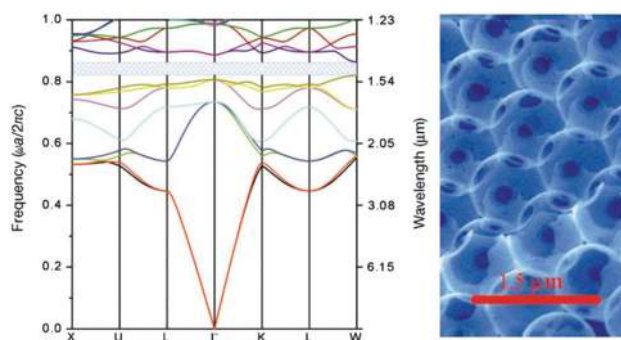 Frequency (ωa/2πc)
1.0
0.8
0.6
0.4
0.2
0.0
X U L Γ K L W
1.23
1.54
2.05
3.08
6.15
Wavelength (μm)
1.5 μm